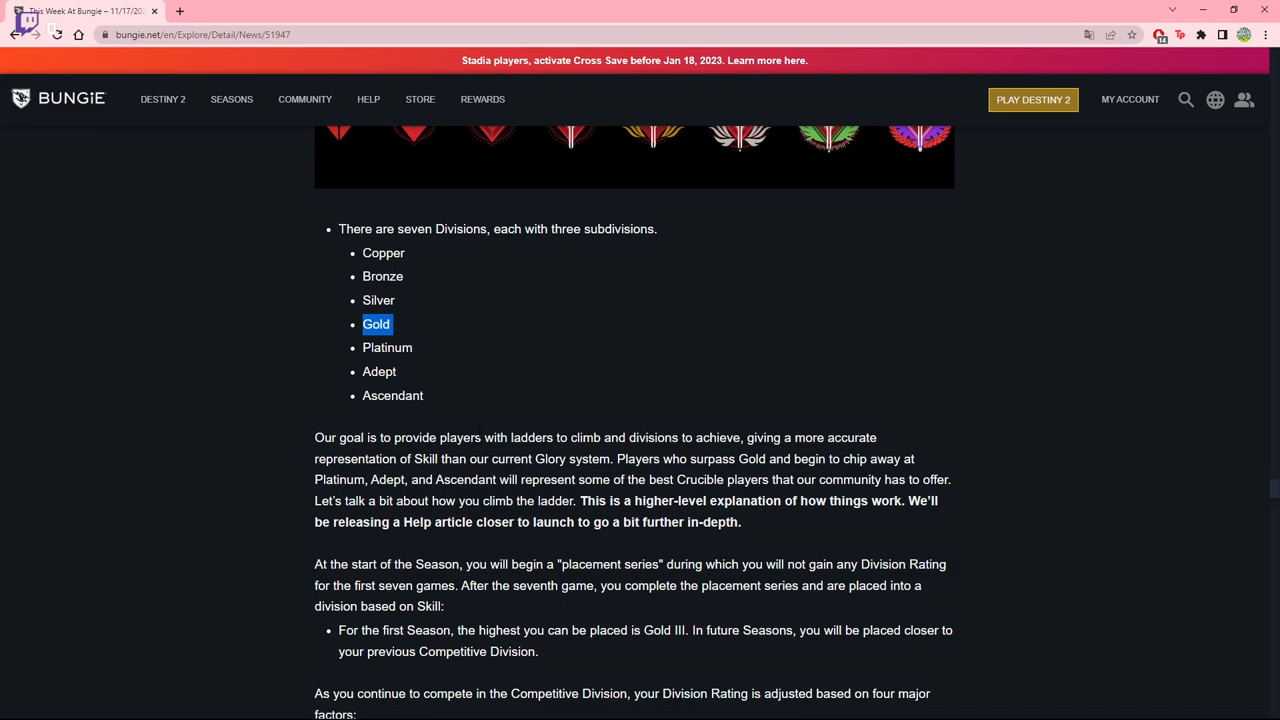 This Week At Bungie – 11/17/202
bungie.net/en/Explore/Detail/News/51947
14
Tp
Stadia players, activate Cross Save before Jan 18, 2023. Learn more here.
BUNGiE
DESTINY 2
SEASONS
COMMUNITY
HELP
STORE
REWARDS
PLAY DESTINY 2
MY ACCOUNT
• There are seven Divisions, each with three subdivisions.
• Copper
• Bronze
• Silver
• Gold
• Platinum
• Adept
• Ascendant
Our goal is to provide players with ladders to climb and divisions to achieve, giving a more accurate
representation of Skill than our current Glory system. Players who surpass Gold and begin to chip away at
Platinum, Adept, and Ascendant will represent some of the best Crucible players that our community has to offer.
Let’s talk a bit about how you climb the ladder. This is a higher-level explanation of how things work. We’ll
be releasing a Help article closer to launch to go a bit further in-depth.
At the start of the Season, you will begin a "placement series" during which you will not gain any Division Rating
for the first seven games. After the seventh game, you complete the placement series and are placed into a
division based on Skill:
• For the first Season, the highest you can be placed is Gold III. In future Seasons, you will be placed closer to
your previous Competitive Division.
As you continue to compete in the Competitive Division, your Division Rating is adjusted based on four major
factors: